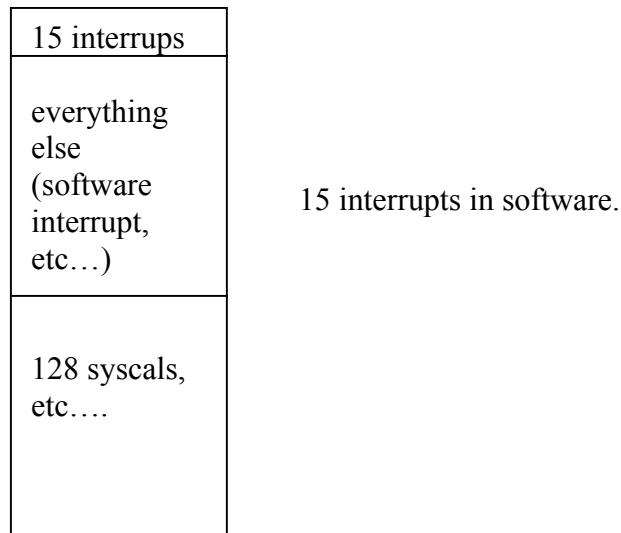 15 interrups
everything
else
(software
interrupt,
etc…)
15 interrupts in software.
128 syscals,
etc….